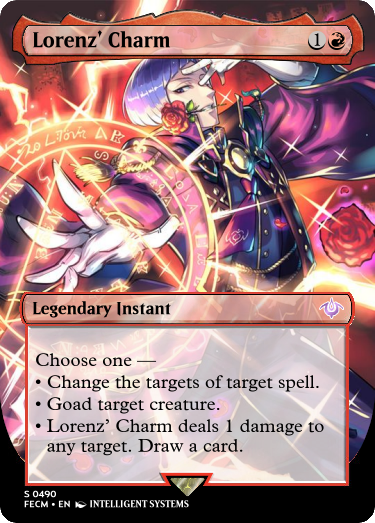 Lorenz' Charm 1
Legendary Instant
Choose one —
• Change the targets of target spell.
• Goad target creature.
• Lorenz' Charm deals 1 damage to
any target. Draw a card.
S 0490
FECM • EN INTELLIGENT SYSTEMS